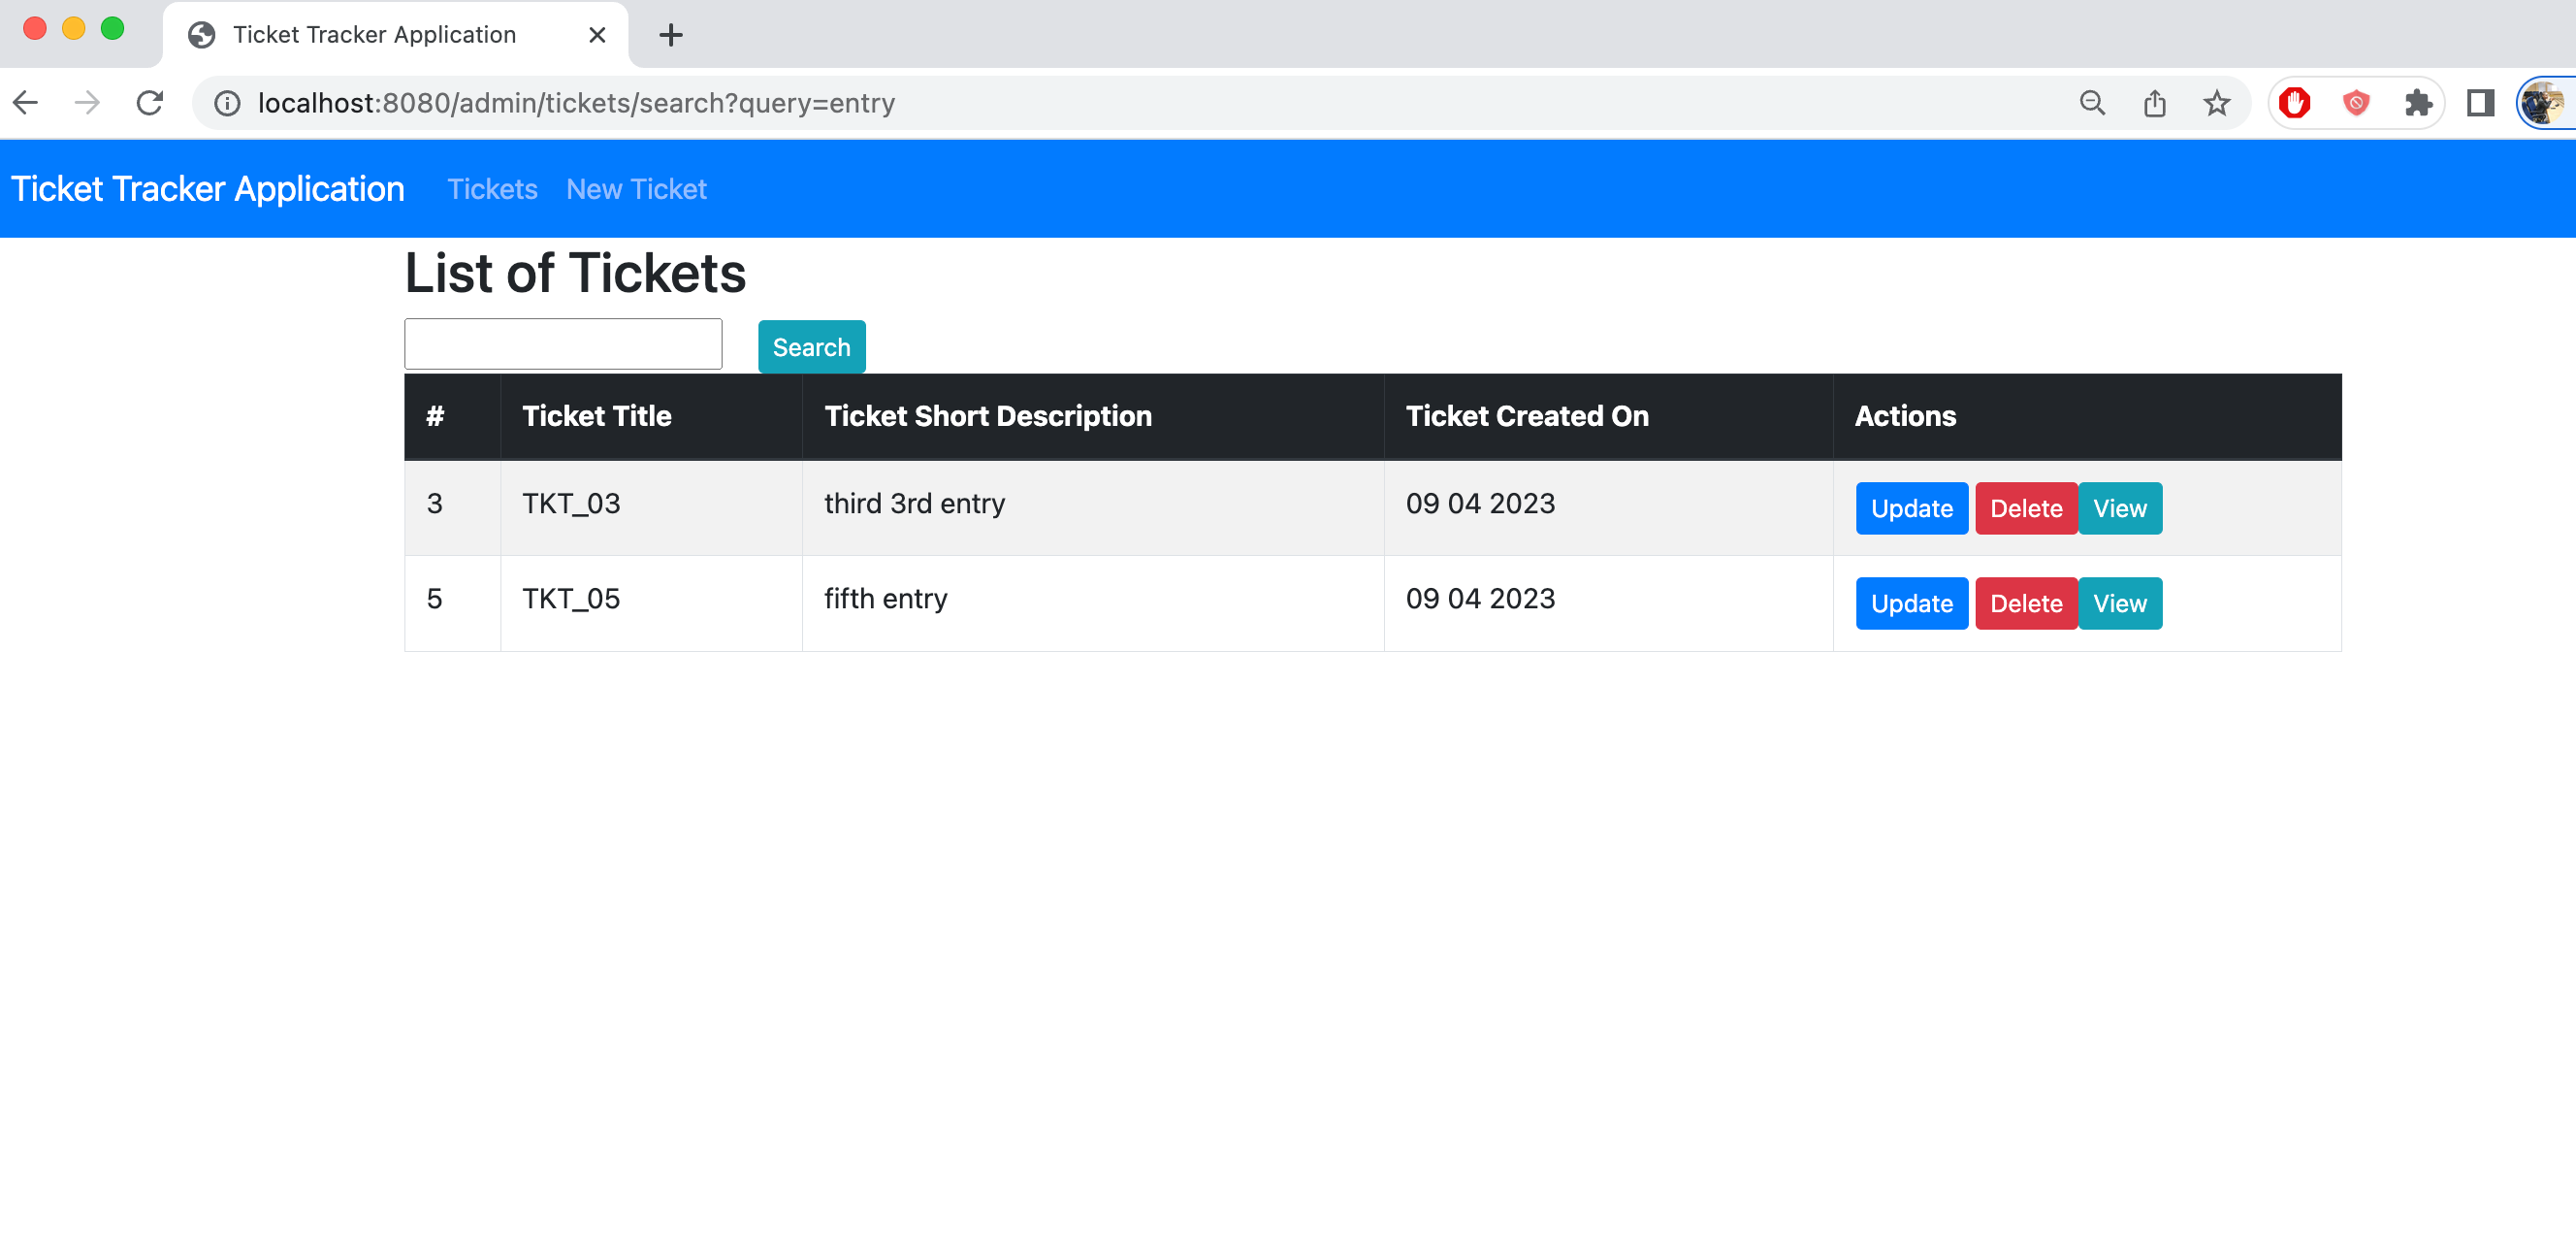 Ticket Tracker Application
localhost:8080/admin/tickets/search?query=entry
Ticket Tracker Application Tickets New Ticket
List of Tickets
Search
# Ticket Title Ticket Short Description Ticket Created On Actions
3 TKT_03 third 3rd entry 09 04 2023 Update Delete View
5 TKT_05 fifth entry 09 04 2023 Update Delete View